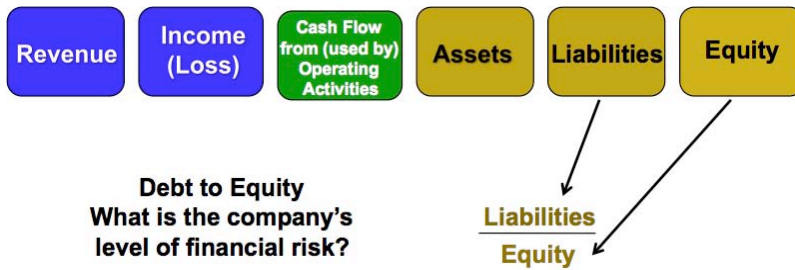 Revenue
Income
(Loss)
Cash Flow
from (used by)
Operating
Activities
Assets
Liabilities
Equity
Debt to Equity
What is the company's
level of financial risk?
Liabilities
Equity